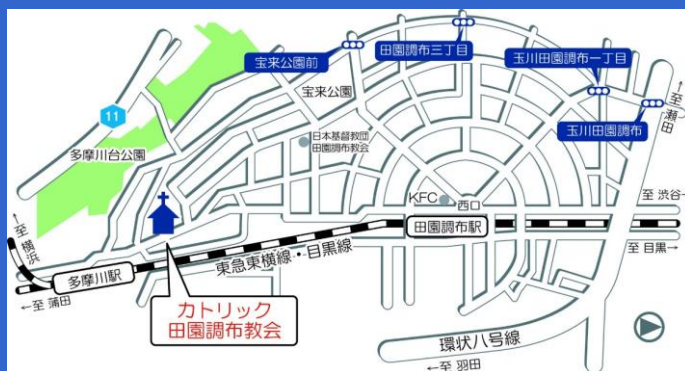 宝来公園前
田園調布三丁目
玉川田園調布一丁目
玉川田園調布
宝来公園
←至 瀬田
11
多摩川台公園
日本基督教団
田園調布教会
KFC
西口
至 渋谷→
田園調布駅
至 目黒→
←至 横浜
多摩川駅
東急東横線・目黒線
←至 蒲田
カトリック
田園調布教会
環状八号線
←至 羽田